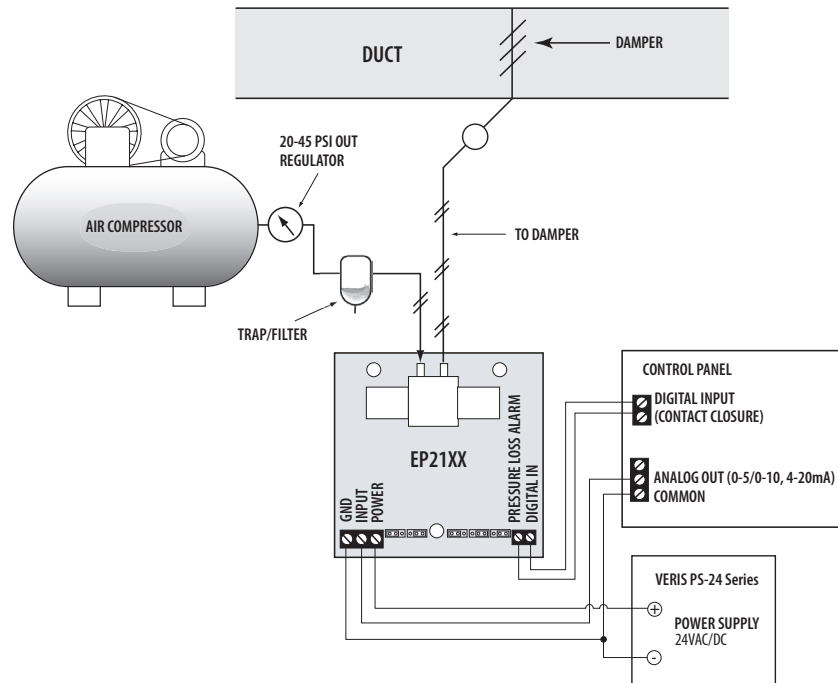 DUCT
DAMPER
20-45 PSI OUT
REGULATOR
AIR COMPRESSOR
TO DAMPER
TRAP/FILTER
CONTROL PANEL
DIGITAL INPUT
(CONTACT CLOSURE)
ANALOG OUT (0-5/0-10, 4-20mA)
COMMON
EP21XX
GND
INPUT
POWER
PRESSURE LOSS ALARM
DIGITAL IN
VERIS PS-24 Series
+
POWER SUPPLY
24VAC/DC
-